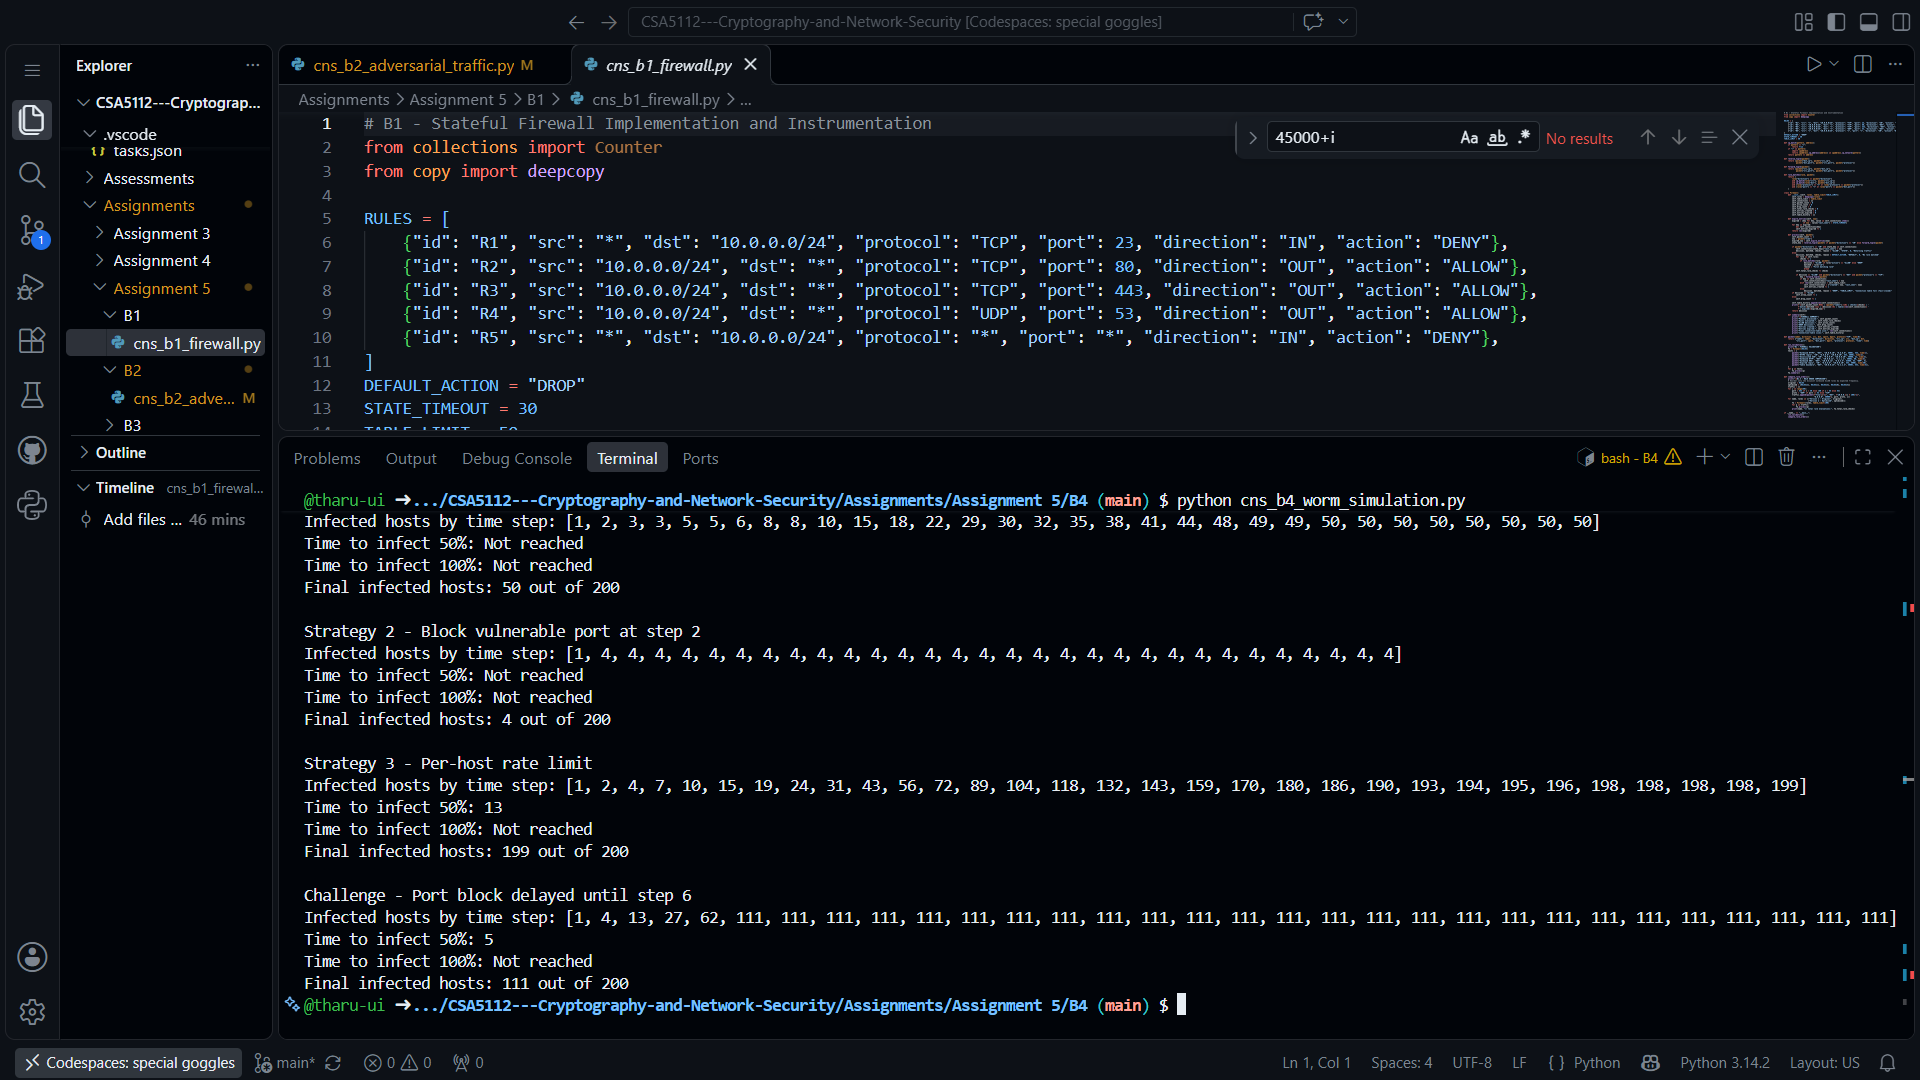 CSA5112---Cryptography-and-Network-Security [Codespaces: special goggles]
Explorer
CSA5112---Cryptograp...
.vscode
tasks.json
Assessments
Assignments
Assignment 3
Assignment 4
Assignment 5
B1
cns_b1_firewall.py
B2
cns_b2_adve... M
B3
Outline
Timeline cns_b1_firewal...
Add files ... 46 mins
1
cns_b2_adversarial_traffic.py M
cns_b1_firewall.py
Assignments > Assignment 5 > B1 > cns_b1_firewall.py > ...
45000+i Aa ab .* No results
1 # B1 - Stateful Firewall Implementation and Instrumentation
2 from collections import Counter
3 from copy import deepcopy
4
5 RULES = [
6 {"id": "R1", "src": "*", "dst": "10.0.0.0/24", "protocol": "TCP", "port": 23, "direction": "IN", "action": "DENY"},
7 {"id": "R2", "src": "10.0.0.0/24", "dst": "*", "protocol": "TCP", "port": 80, "direction": "OUT", "action": "ALLOW"},
8 {"id": "R3", "src": "10.0.0.0/24", "dst": "*", "protocol": "TCP", "port": 443, "direction": "OUT", "action": "ALLOW"},
9 {"id": "R4", "src": "10.0.0.0/24", "dst": "*", "protocol": "UDP", "port": 53, "direction": "OUT", "action": "ALLOW"},
10 {"id": "R5", "src": "*", "dst": "10.0.0.0/24", "protocol": "*", "port": "*", "direction": "IN", "action": "DENY"},
11 ]
12 DEFAULT_ACTION = "DROP"
13 STATE_TIMEOUT = 30
Problems Output Debug Console Terminal Ports
bash - B4
@tharu-ui ➜.../CSA5112---Cryptography-and-Network-Security/Assignments/Assignment 5/B4 (main) $ python cns_b4_worm_simulation.py
Infected hosts by time step: [1, 2, 3, 3, 5, 5, 6, 8, 8, 10, 15, 18, 22, 29, 30, 32, 35, 38, 41, 44, 48, 49, 49, 50, 50, 50, 50, 50, 50, 50, 50]
Time to infect 50%: Not reached
Time to infect 100%: Not reached
Final infected hosts: 50 out of 200
Strategy 2 - Block vulnerable port at step 2
Infected hosts by time step: [1, 4, 4, 4, 4, 4, 4, 4, 4, 4, 4, 4, 4, 4, 4, 4, 4, 4, 4, 4, 4, 4, 4, 4, 4, 4, 4, 4, 4, 4, 4]
Time to infect 50%: Not reached
Time to infect 100%: Not reached
Final infected hosts: 4 out of 200
Strategy 3 - Per-host rate limit
Infected hosts by time step: [1, 2, 4, 7, 10, 15, 19, 24, 31, 43, 56, 72, 89, 104, 118, 132, 143, 159, 170, 180, 186, 190, 193, 194, 195, 196, 198, 198, 198, 198, 199]
Time to infect 50%: 13
Time to infect 100%: Not reached
Final infected hosts: 199 out of 200
Challenge - Port block delayed until step 6
Infected hosts by time step: [1, 4, 13, 27, 62, 111, 111, 111, 111, 111, 111, 111, 111, 111, 111, 111, 111, 111, 111, 111, 111, 111, 111, 111, 111, 111, 111, 111, 111, 111, 111]
Time to infect 50%: 5
Time to infect 100%: Not reached
Final infected hosts: 111 out of 200
@tharu-ui ➜.../CSA5112---Cryptography-and-Network-Security/Assignments/Assignment 5/B4 (main) $
Codespaces: special goggles main* 0 0 0 Ln 1, Col 1 Spaces: 4 UTF-8 LF { } Python Python 3.14.2 Layout: US